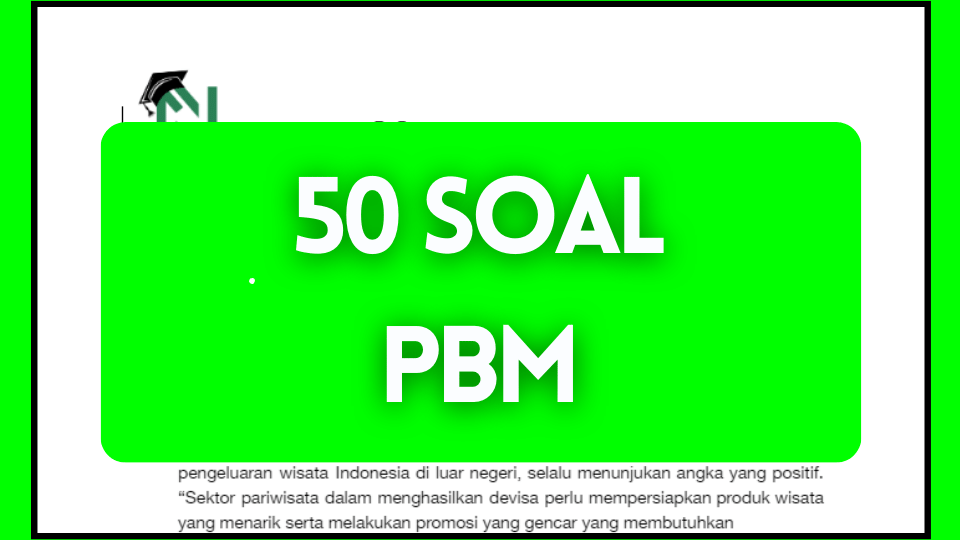 50 SOAL
PBM
pengeluaran wisata Indonesia di luar negeri, selalu menunjukan angka yang positif.
“Sektor pariwisata dalam menghasilkan devisa perlu mempersiapkan produk wisata
yang menarik serta melakukan promosi yang gencar yang membutuhkan